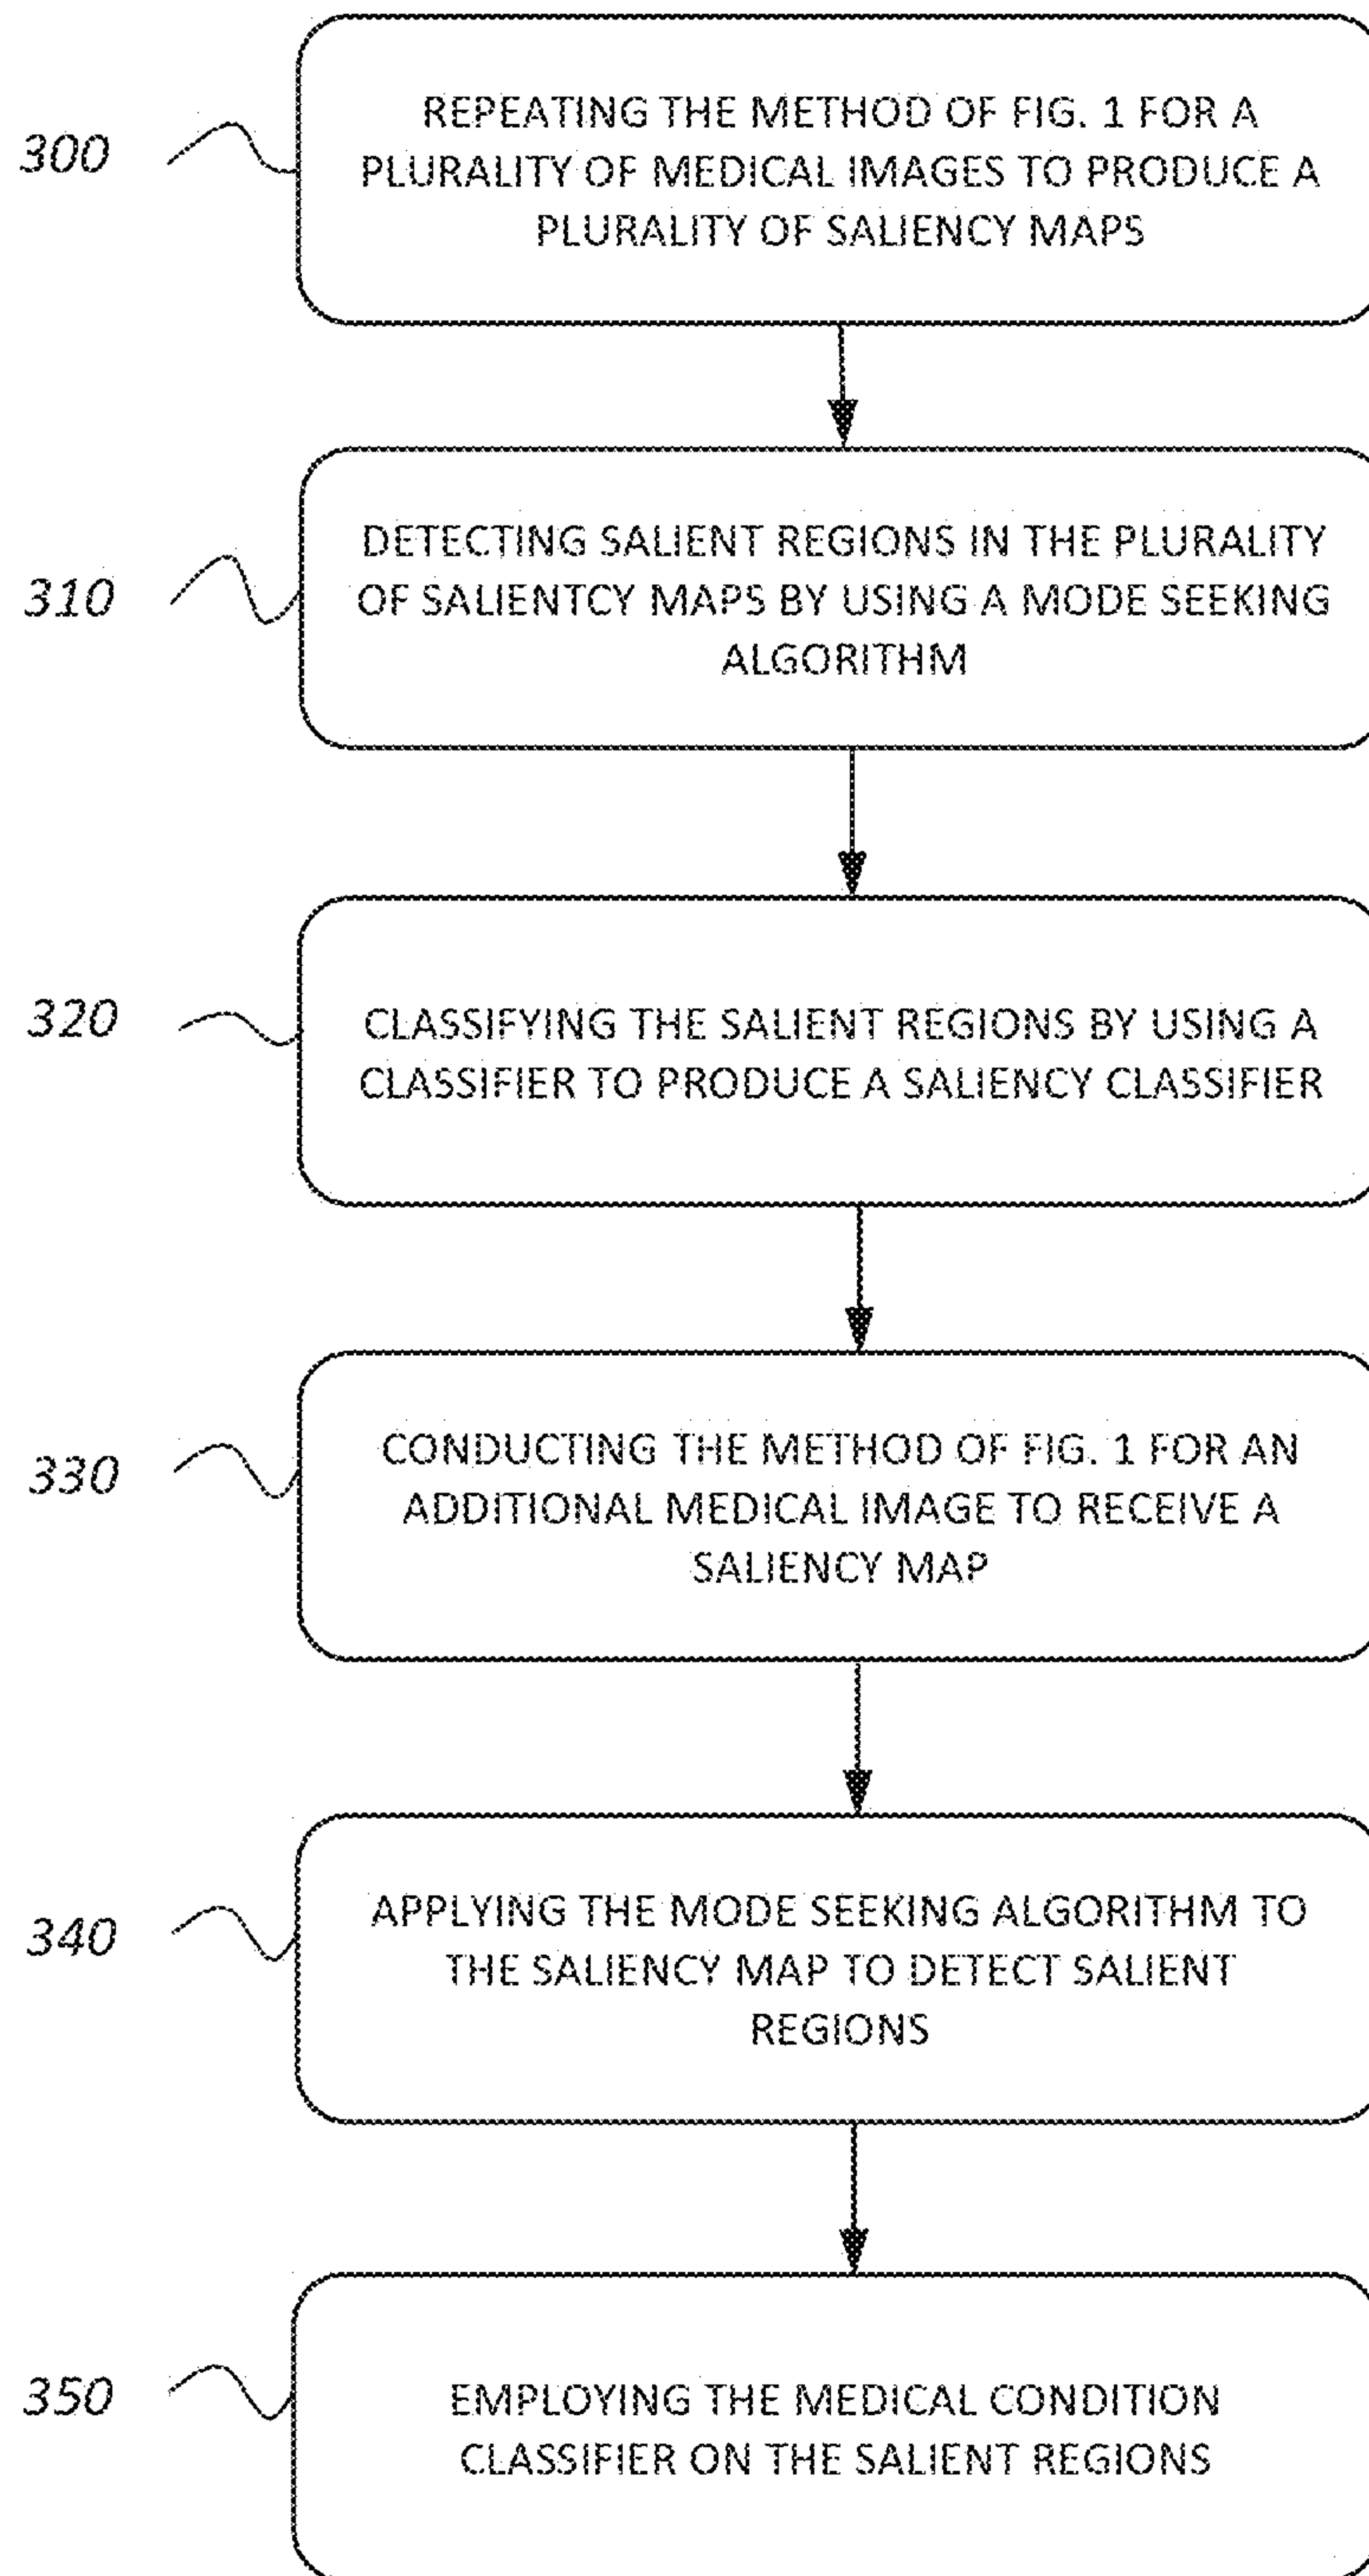 300
REPEATING THE METHOD OF FIG. 1 FOR A
PLURALITY OF MEDICAL IMAGES TO PRODUCE A
PLURALITY OF SALIENCY MAPS
310
DETECTING SALIENT REGIONS IN THE PLURALITY
OF SALIENTCY MAPS BY USING A MODE SEEKING
ALGORITHM
320
CLASSIFYING THE SALIENT REGIONS BY USING A
CLASSIFIER TO PRODUCE A SALIENCY CLASSIFIER
330
CONDUCTING THE METHOD OF FIG. 1 FOR AN
ADDITIONAL MEDICAL IMAGE TO RECEIVE A
SALIENCY MAP
340
APPLYING THE MODE SEEKING ALGORITHM TO
THE SALIENCY MAP TO DETECT SALIENT
REGIONS
350
EMPLOYING THE MEDICAL CONDITION
CLASSIFIER ON THE SALIENT REGIONS